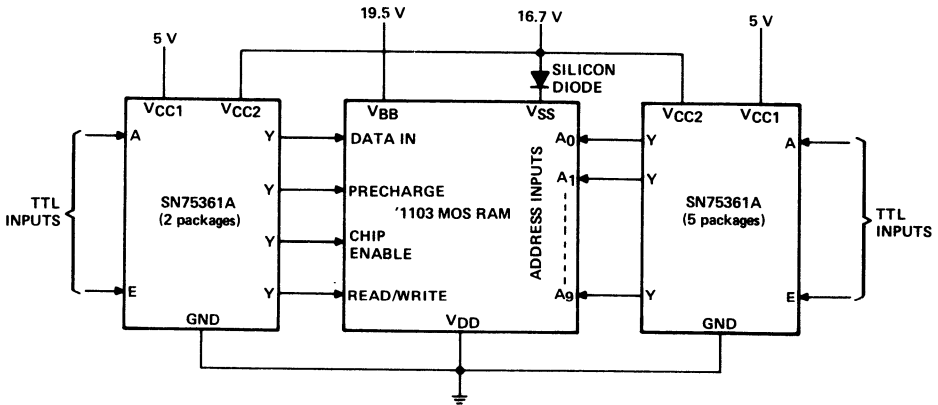 19.5 V
16.7 V
5 V
5 V
SILICON
DIODE
VCC1
VCC2
VBB
VSS
VCC2
VCC1
A
Y
DATA IN
A0
Y
A
Y
PRECHARGE
A1
Y
TTL
INPUTS
SN75361A
(2 packages)
'1103 MOS RAM
ADDRESS INPUTS
SN75361A
(5 packages)
TTL
INPUTS
Y
CHIP
ENABLE
E
Y
READ/WRITE
A9
Y
E
GND
VDD
GND